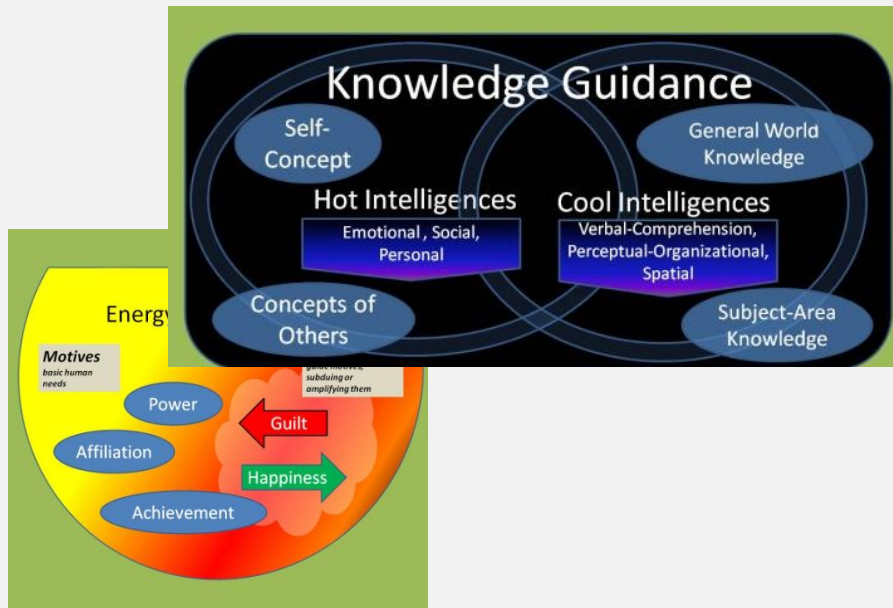 Knowledge Guidance
Self-
Concept
General World
Knowledge
Hot Intelligences
Emotional, Social,
Personal
Cool Intelligences
Verbal-Comprehension,
Perceptual-Organizational,
Spatial
Concepts of
Others
Subject-Area
Knowledge
Energy
Motives
basic human
needs
guide motives,
subduing or
amplifying them
Power
Guilt
Affiliation
Happiness
Achievement